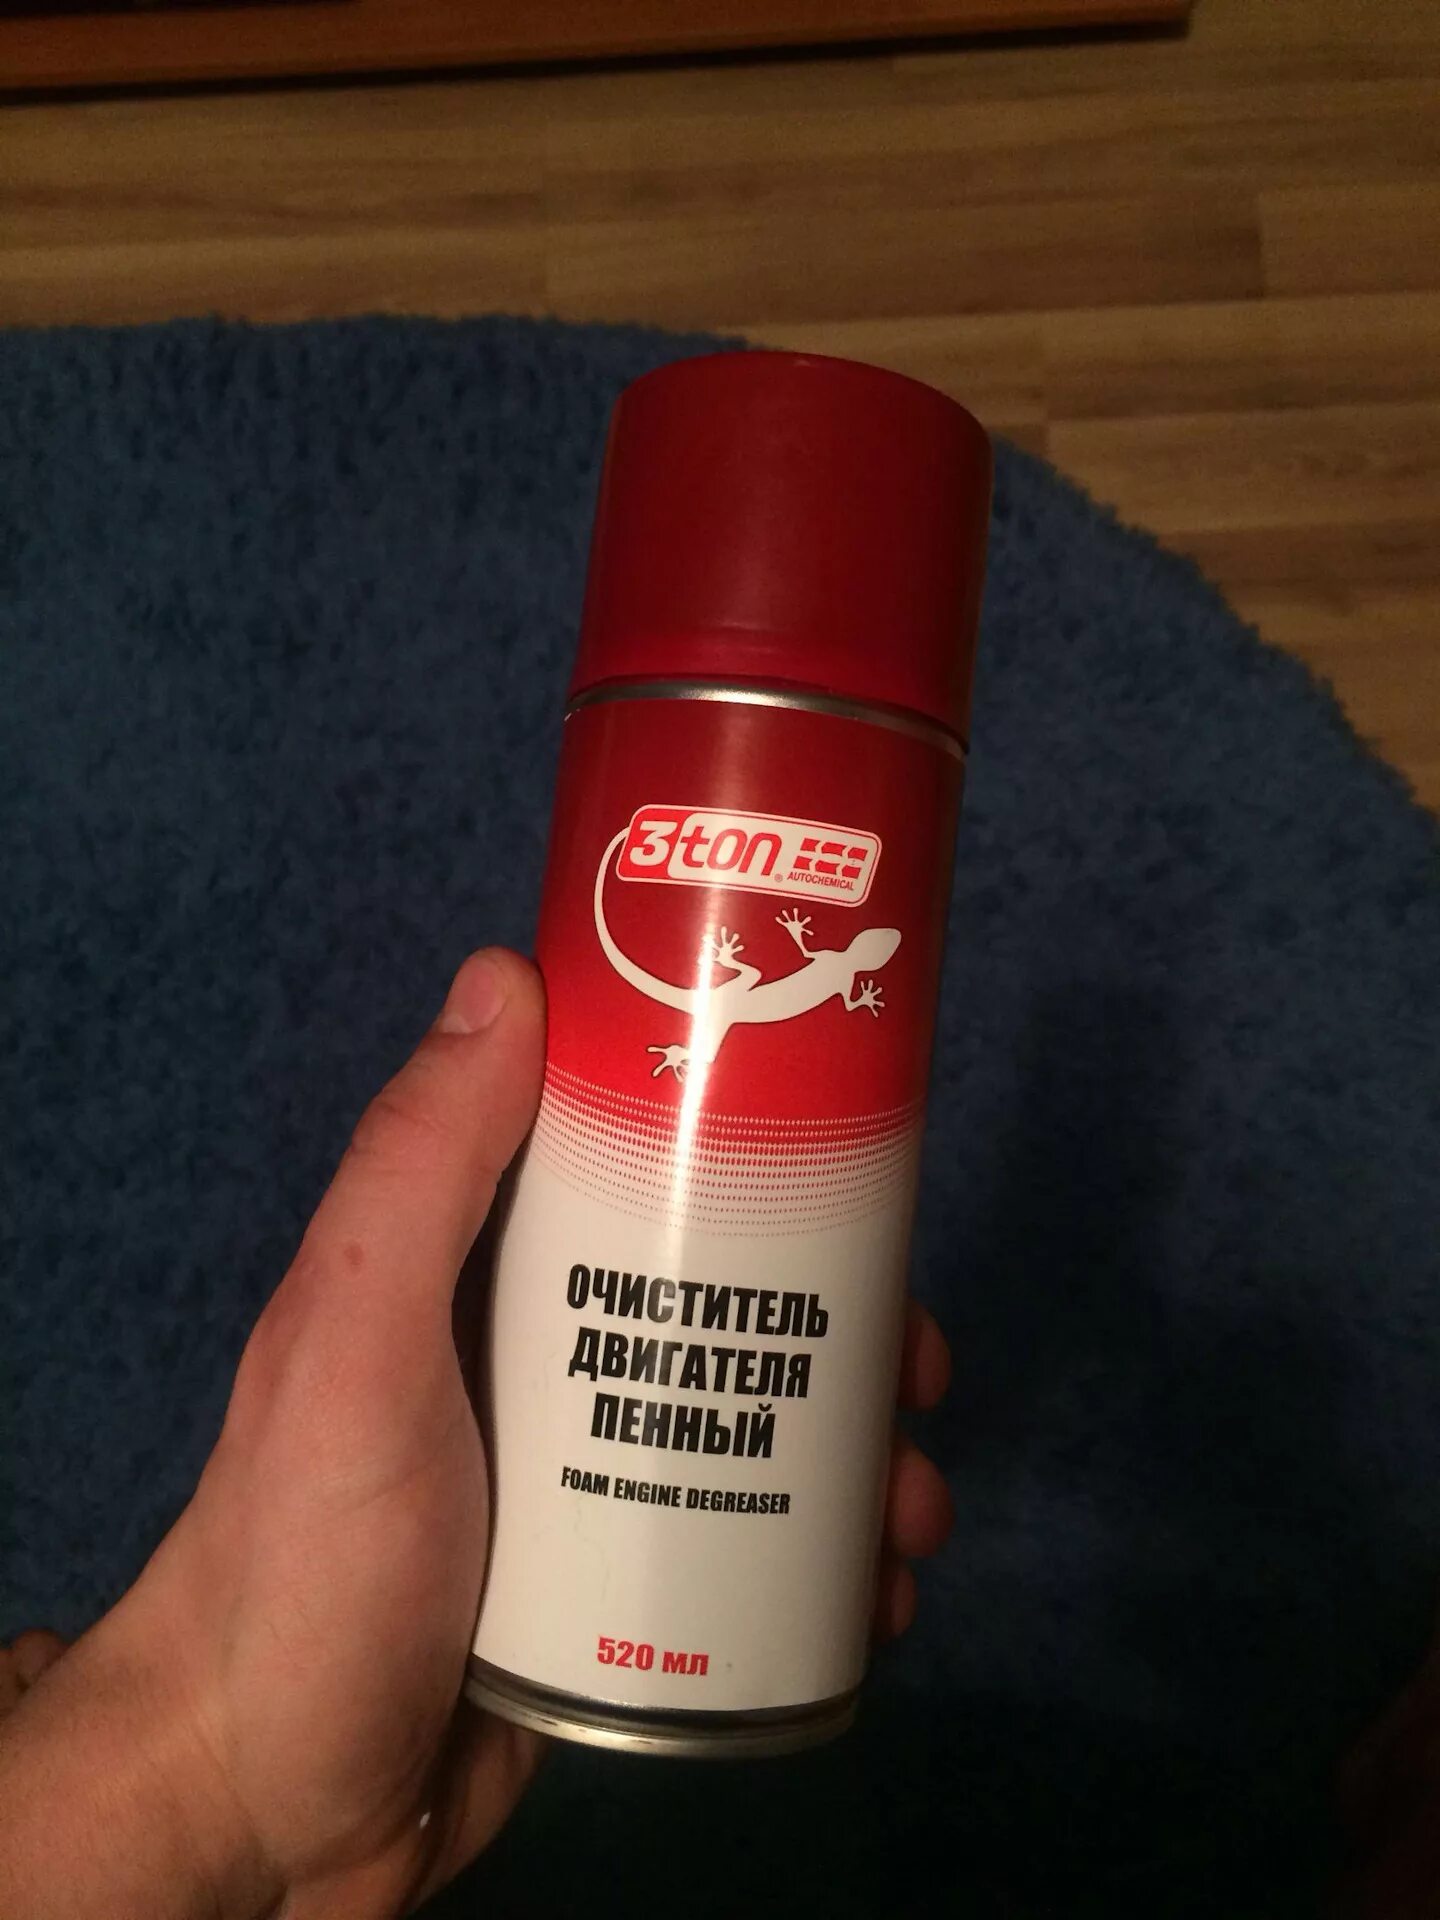 3ton®
AUTOCHEMICAL
ОЧИСТИТЕЛЬ
ДВИГАТЕЛЯ
ПЕННЫЙ
FOAM ENGINE DEGREASER
520 мл